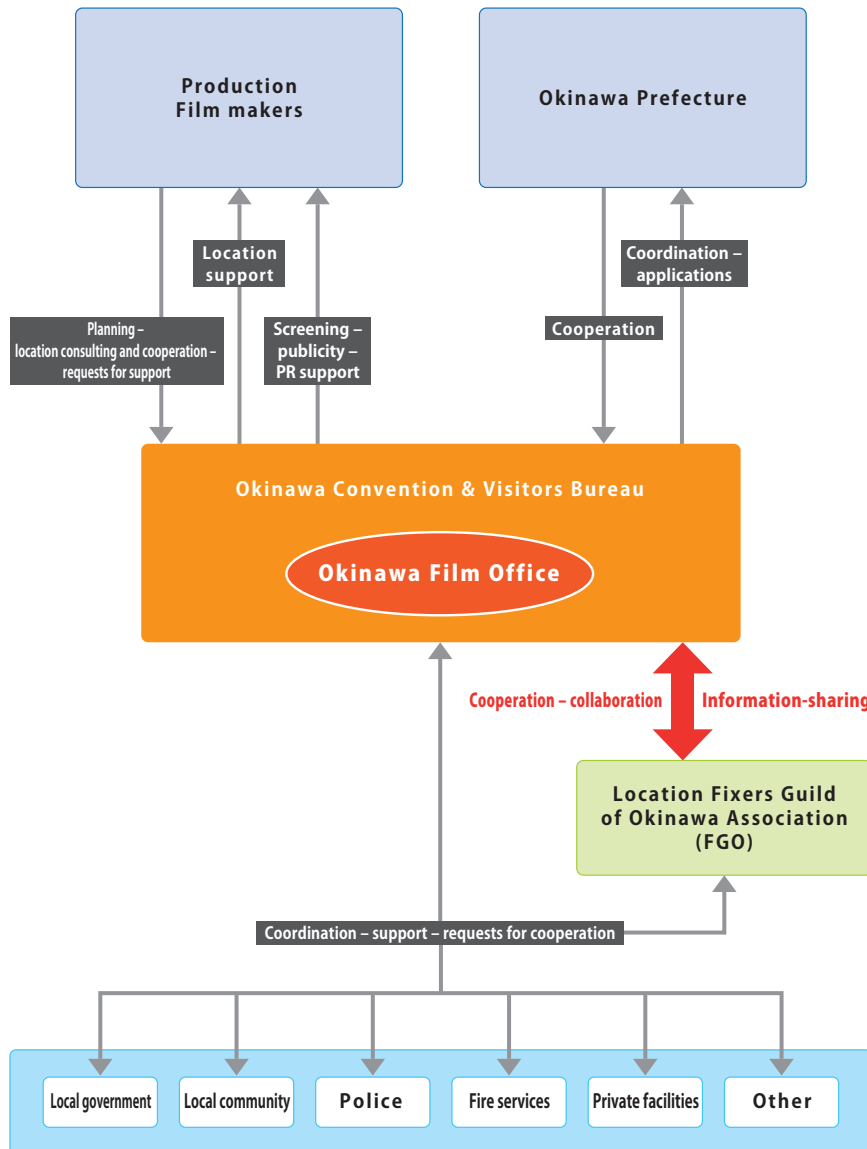 Production
Film makers
Okinawa Prefecture
Location
support
Coordination –
applications
Planning –
location consulting and cooperation –
requests for support
Screening –
publicity –
PR support
Cooperation
Okinawa Convention & Visitors Bureau
Okinawa Film Office
Cooperation – collaboration
Information-sharing
Location Fixers Guild
of Okinawa Association
(FGO)
Coordination – support – requests for cooperation
Local government
Local community
Police
Fire services
Private facilities
Other